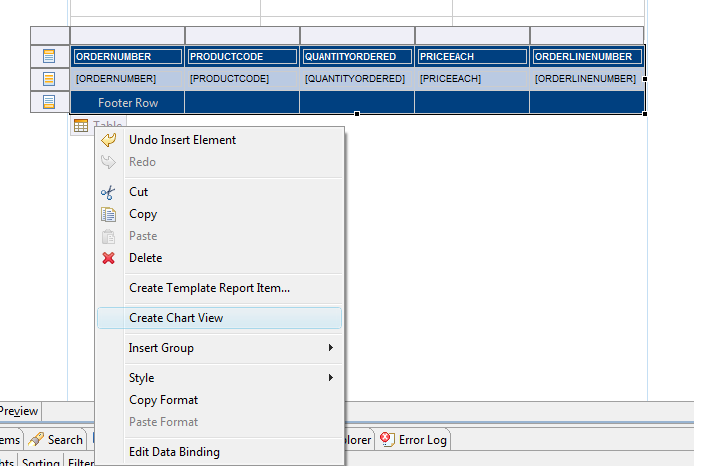 ORDERNUMBER PRODUCTCODE QUANTITYORDERED PRICEEACH ORDERLINENUMBER
[ORDERNUMBER] [PRODUCTCODE] [QUANTITYORDERED] [PRICEEACH] [ORDERLINENUMBER]
Footer Row
Table
Undo Insert Element
Redo
Cut
Copy
Paste
Delete
Create Template Report Item...
Create Chart View
Insert Group
Style
Copy Format
Paste Format
Edit Data Binding
Preview
ems Search lorer Error Log
hts Sorting Filter